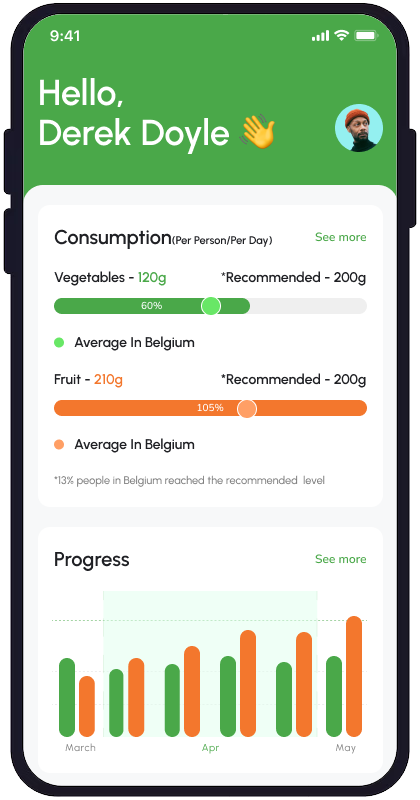 9:41
Hello,
Derek Doyle 👋
Consumption(Per Person/Per Day) See more
Vegetables - 120g *Recommended - 200g
60%
Average In Belgium
Fruit - 210g *Recommended - 200g
105%
Average In Belgium
*13% people in Belgium reached the recommended level
Progress See more
March Apr May